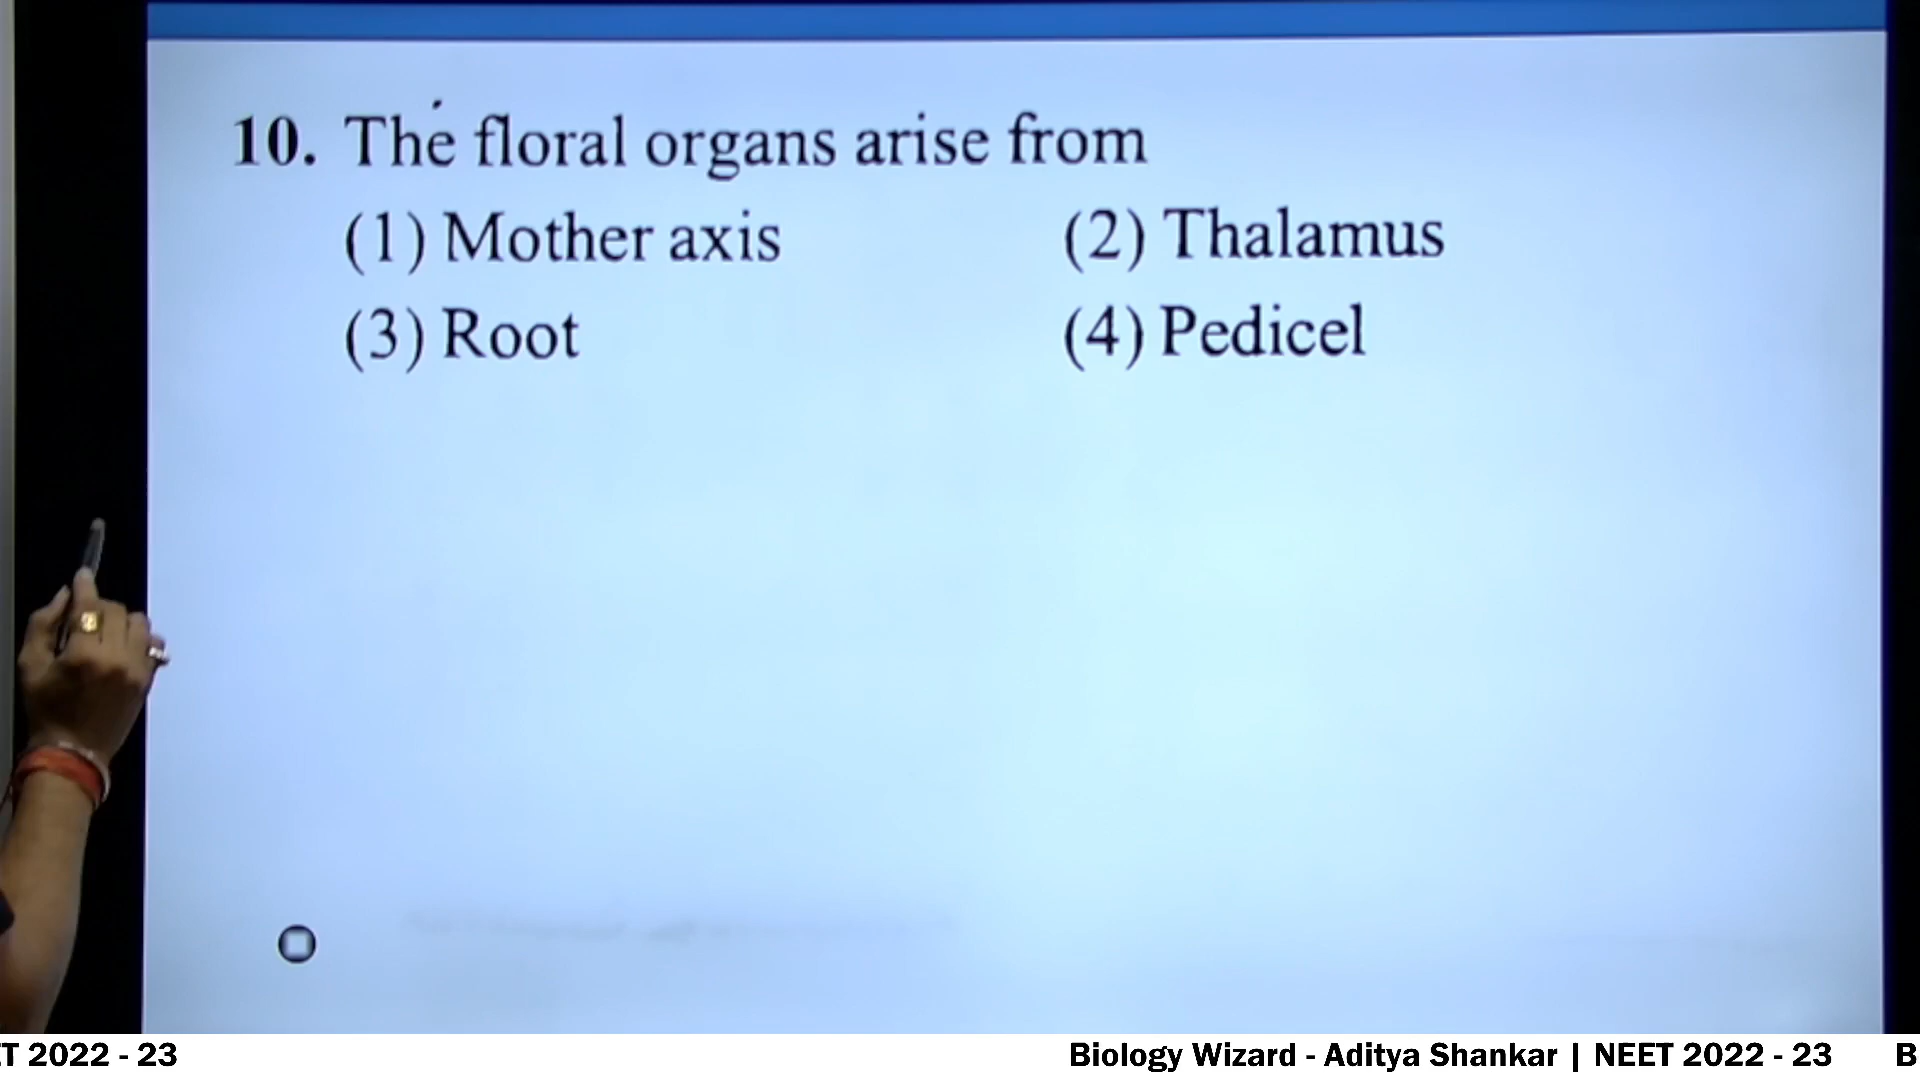 10. The floral organs arise from
(1) Mother axis (2) Thalamus
(3) Root (4) Pedicel
T 2022 - 23 Biology Wizard - Aditya Shankar | NEET 2022 - 23 B